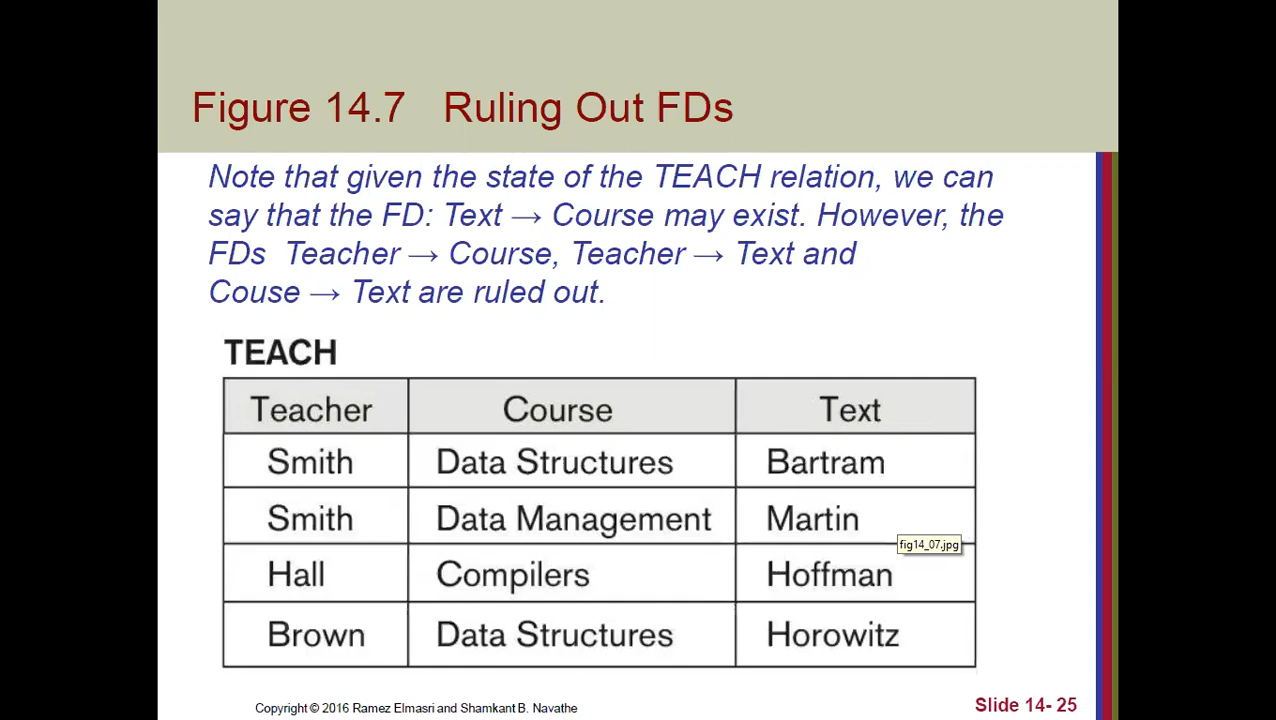 Figure 14.7 Ruling Out FDs
Note that given the state of the TEACH relation, we can
say that the FD: Text → Course may exist. However, the
FDs Teacher → Course, Teacher → Text and
Couse → Text are ruled out.
TEACH
Teacher Course Text
Smith Data Structures Bartram
Smith Data Management Martin
fig14_07.jpg
Hall Compilers Hoffman
Brown Data Structures Horowitz
Copyright © 2016 Ramez Elmasri and Shamkant B. Navathe
Slide 14- 25